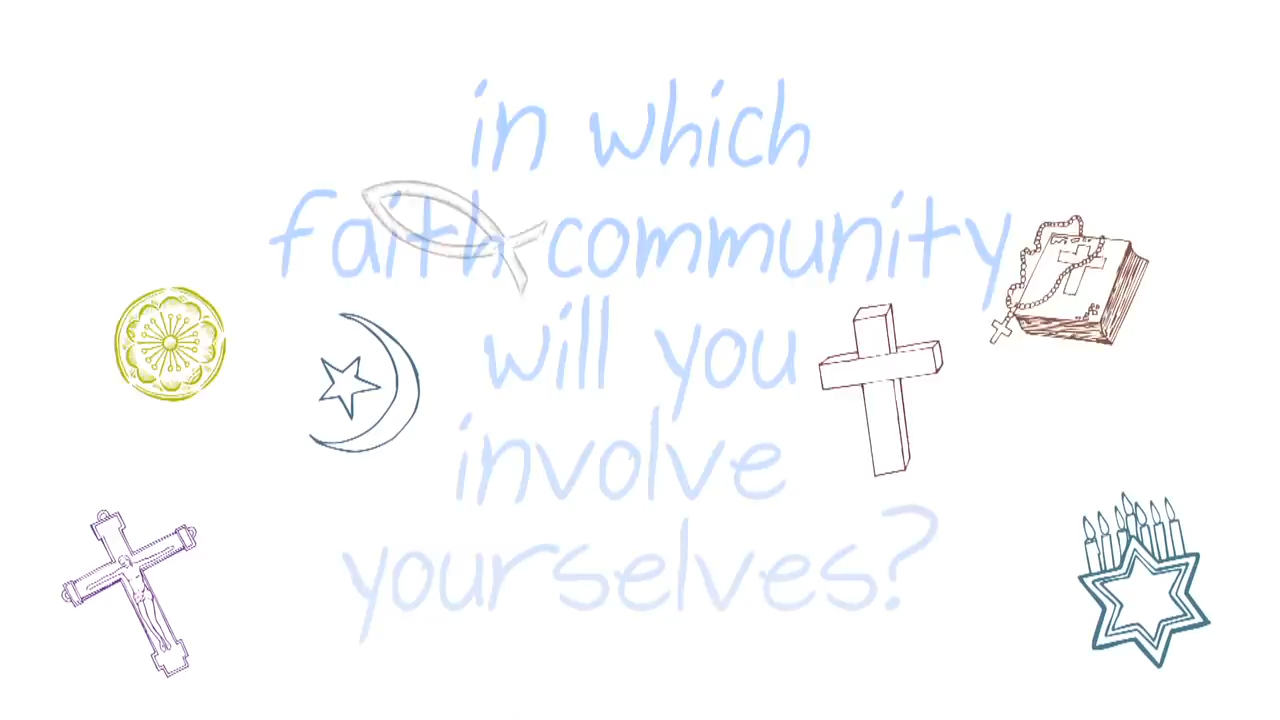 in which
faith community
will you
involve
yourselves?